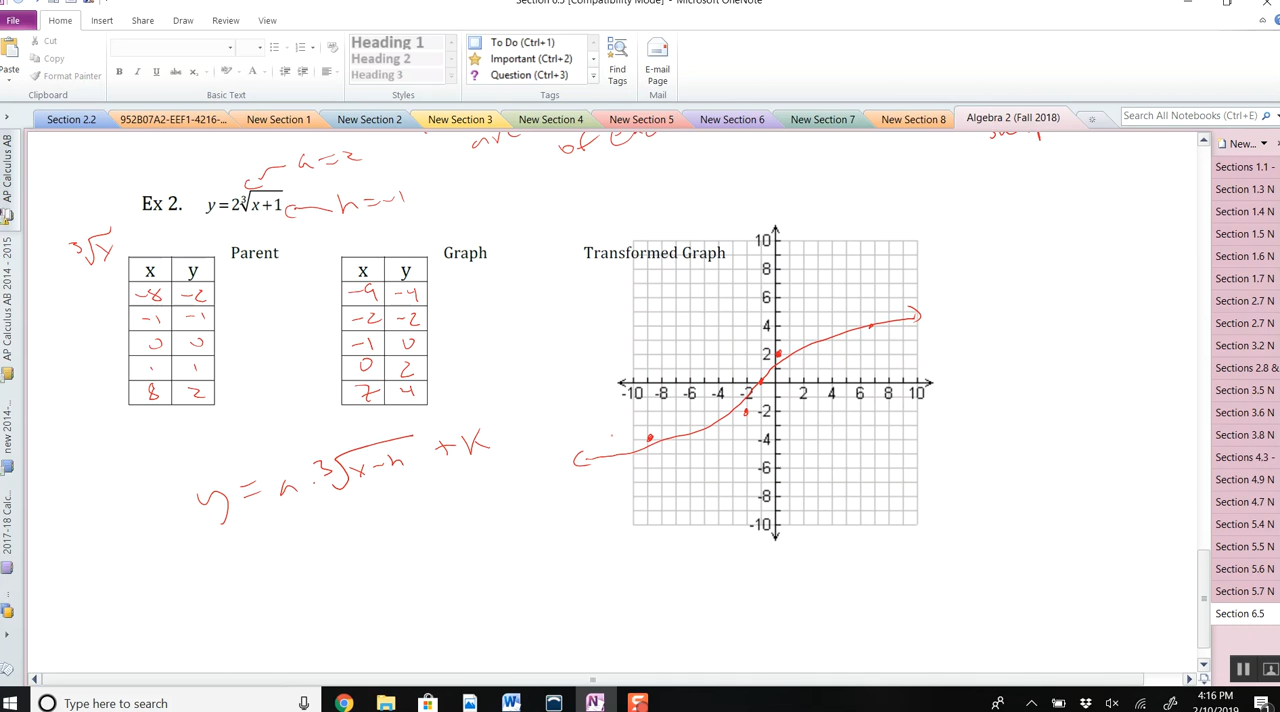 Section 6.5 [Compatibility Mode] - Microsoft OneNote
File Home Insert Share Draw Review View
Cut
Copy
Paste
Format Painter
B I U abc
Heading 1
Heading 2
Heading 3
To Do (Ctrl+1)
Important (Ctrl+2)
Question (Ctrl+3)
Find Tags
E-mail Page
Clipboard Basic Text Styles Tags Mail
Section 2.2 952B07A2-EEF1-4216-... New Section 1 New Section 2 New Section 3 New Section 4 New Section 5 New Section 6 New Section 7 New Section 8 Algebra 2 (Fall 2018) Search All Notebooks (Ctrl+E)
are
a = 2
Ex 2. y = 2∛x+1 h = -1
Parent Graph Transformed Graph
x y
-8 -2
-1 -1
0 0
1
8 2
x y
-9 -4
-2 -2
-1 0
0 2
7 4
y = a · ∛x-h + K
10
8
6
4
2
-10 -8 -6 -4 -2 2 4 6 8 10
-2
-4
-6
-8
-10
AP Calculus AB
AP Calculus AB 2014 - 2015
new 2014-
2017-18 Calc
New...
Sections 1.1 -
Section 1.3 N
Section 1.4 N
Section 1.5 N
Section 1.6 N
Section 1.7 N
Section 2.7 N
Section 2.7 N
Section 3.2 N
Sections 2.8 &
Section 3.5 N
Section 3.6 N
Section 3.8 N
Sections 4.3 -
Section 4.9 N
Section 4.7 N
Section 5.4 N
Section 5.5 N
Section 5.6 N
Section 5.7 N
Section 6.5
Type here to search
4:16 PM
2/10/2019